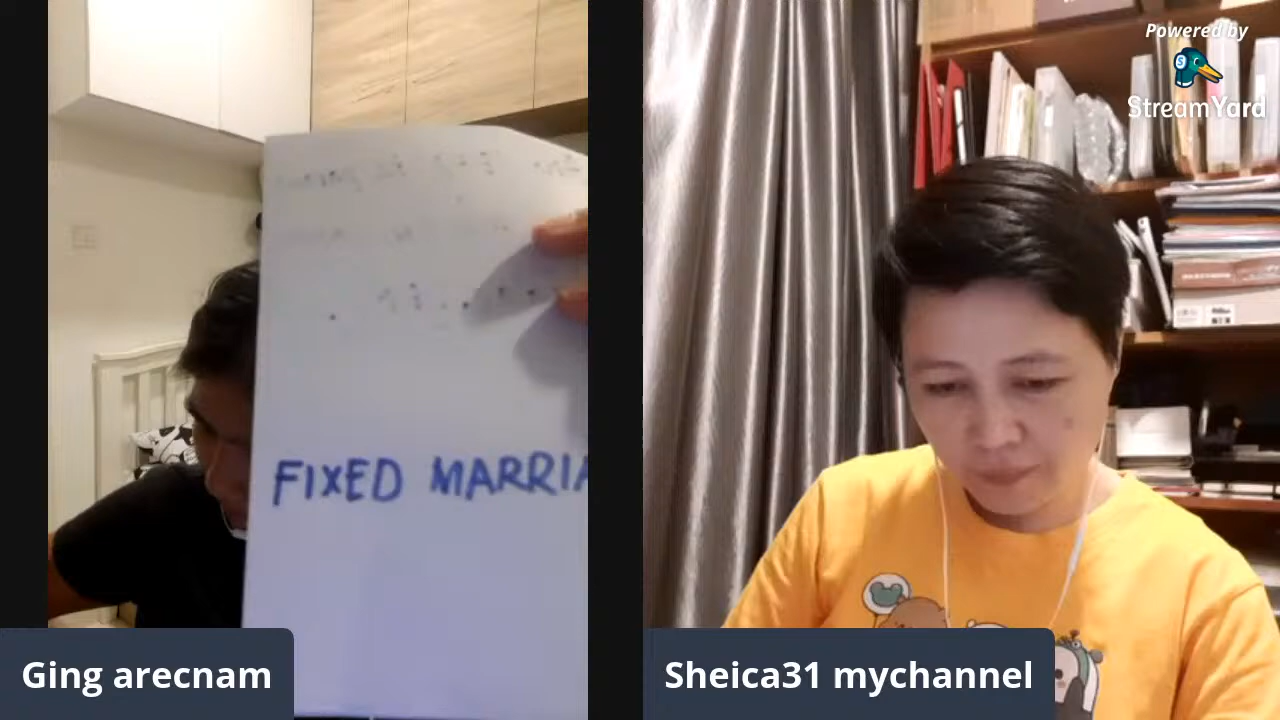 Powered by
StreamYard
FIXED MARRIA
Ging arecnam
Sheica31 mychannel